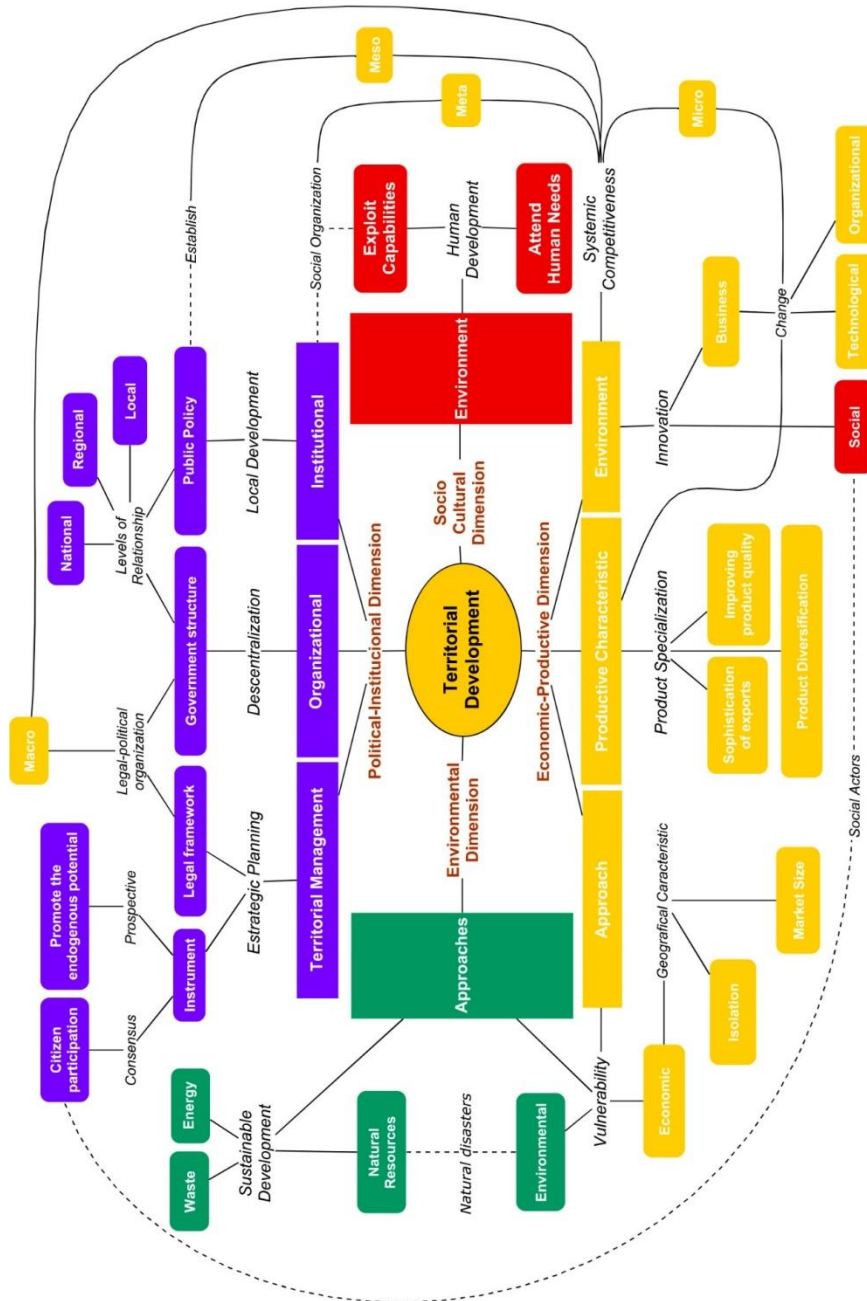 Macro
Citizen
participation
Promote the
endogenous potential
National
Regional
Local
Consensus
Prospective
Legal-political
organization
Levels of
Relationship
Waste
Energy
Instrument
Legal framework
Government structure
Public Policy
Establish
Meso
Sustainable
Development
Estrategic Planning
Descentralization
Local Development
Territorial Management
Organizational
Institutional
Social Organization
Meta
Natural
Resources
Political-Institutional Dimension
Exploit
Capabilities
Natural disasters
Approaches
Environmental
Dimension
Territorial
Development
Socio
Cultural
Dimension
Environment
Human
Development
Attend
Human Needs
Environmental
Economic-Productive Dimension
Vulnerability
Approach
Productive Characteristic
Environment
Systemic
Competitiveness
Economic
Geografical Caracteristic
Product Specialization
Innovation
Micro
Isolation
Market Size
Sophistication
of exports
Improving
product quality
Business
Product Diversification
Change
Social Actors
Social
Technological
Organizational